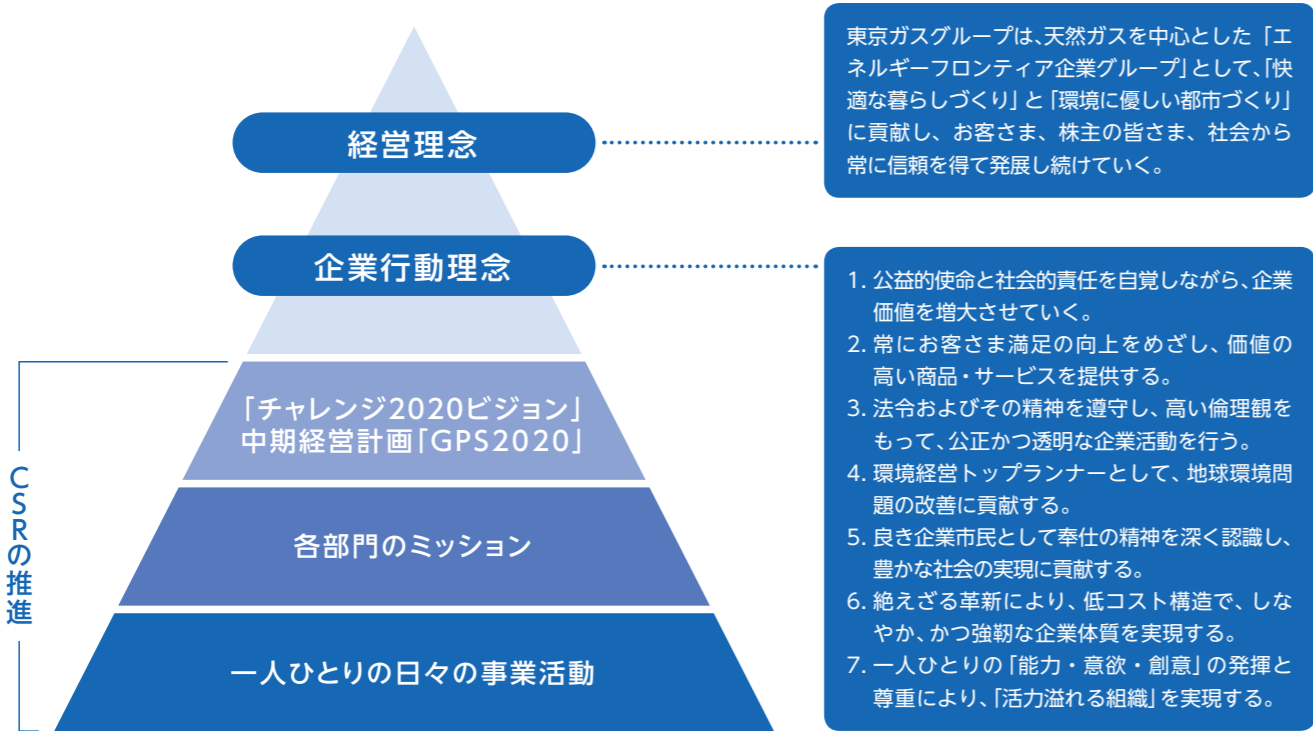 経営理念
東京ガスグループは、天然ガスを中心とした「エ
ネルギーフロンティア企業グループ」として、「快
適な暮らしづくり」と「環境に優しい都市づくり」
に貢献し、お客さま、株主の皆さま、社会から
常に信頼を得て発展し続けていく。
企業行動理念
1. 公益的使命と社会的責任を自覚しながら、企業
価値を増大させていく。
2. 常にお客さま満足の向上をめざし、価値の
高い商品・サービスを提供する。
3. 法令およびその精神を遵守し、高い倫理観を
もって、公正かつ透明な企業活動を行う。
4. 環境経営トップランナーとして、地球環境問
題の改善に貢献する。
5. 良き企業市民として奉仕の精神を深く認識し、
豊かな社会の実現に貢献する。
6. 絶えざる革新により、低コスト構造で、しな
やか、かつ強靭な企業体質を実現する。
7. 一人ひとりの「能力・意欲・創意」の発揮と
尊重により、「活力溢れる組織」を実現する。
CSRの推進
「チャレンジ2020ビジョン」
中期経営計画「GPS2020」
各部門のミッション
一人ひとりの日々の事業活動